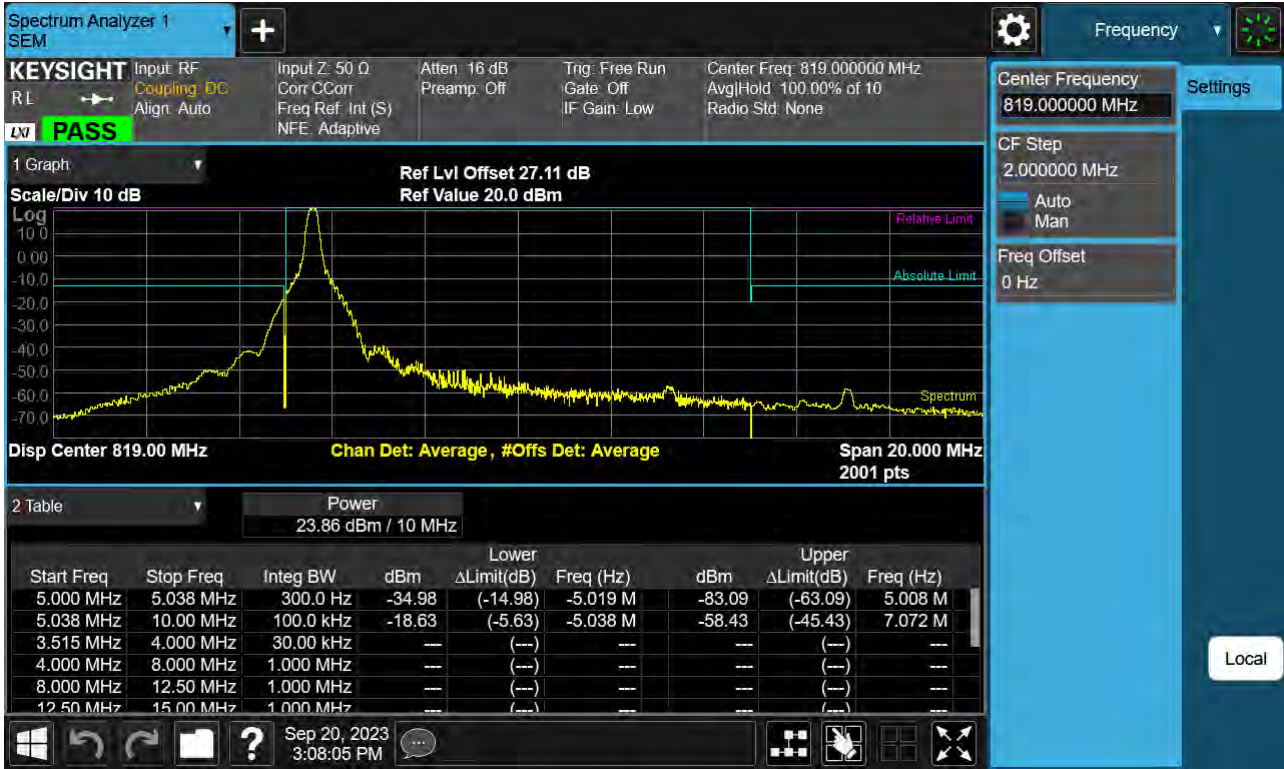 Spectrum Analyzer 1
SEM
Frequency
KEYSIGHT
R L
LXI
PASS
Input: RF
Coupling: DC
Align: Auto
Input Z: 50 Ω
Corr CCorr
Freq Ref: Int (S)
NFE: Adaptive
Atten: 16 dB
Preamp: Off
Trig: Free Run
Gate: Off
IF Gain: Low
Center Freq: 819.000000 MHz
Avg|Hold: 100.00% of 10
Radio Std: None
Center Frequency
819.000000 MHz
Settings
CF Step
2.000000 MHz
Auto
Man
Freq Offset
0 Hz
1 Graph
Scale/Div 10 dB
Ref Lvl Offset 27.11 dB
Ref Value 20.0 dBm
Log
10.0
0.00
-10.0
-20.0
-30.0
-40.0
-50.0
-60.0
-70.0
Relative Limit
Absolute Limit
Spectrum
Disp Center 819.00 MHz
Chan Det: Average, #Offs Det: Average
Span 20.000 MHz
2001 pts
2 Table
Power
23.86 dBm / 10 MHz
Lower Upper
Start Freq Stop Freq Integ BW dBm ΔLimit(dB) Freq (Hz) dBm ΔLimit(dB) Freq (Hz)
5.000 MHz 5.038 MHz 300.0 Hz -34.98 (-14.98) -5.019 M -83.09 (-63.09) 5.008 M
5.038 MHz 10.00 MHz 100.0 kHz -18.63 (-5.63) -5.038 M -58.43 (-45.43) 7.072 M
3.515 MHz 4.000 MHz 30.00 kHz --- (---) --- --- (---) ---
4.000 MHz 8.000 MHz 1.000 MHz --- (---) --- --- (---) ---
8.000 MHz 12.50 MHz 1.000 MHz --- (---) --- --- (---) ---
12.50 MHz 15.00 MHz 1.000 MHz --- (---) --- --- (---) ---
Local
?
Sep 20, 2023
3:08:05 PM